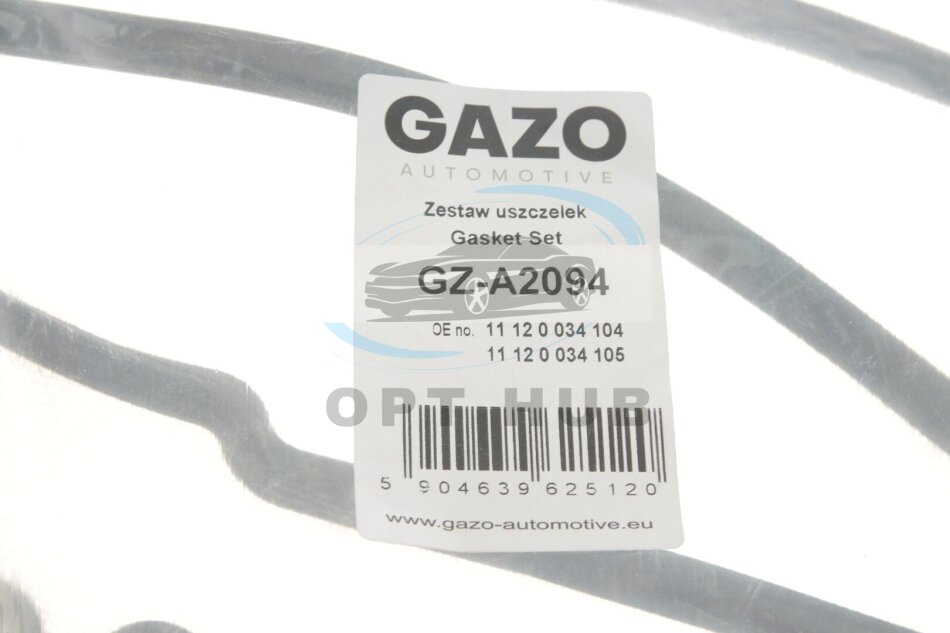 GAZO
AUTOMOTIVE
Zestaw uszczelek
Gasket Set
GZ-A2094
OE no. 11 12 0 034 104
11 12 0 034 105
OPT HUB
5 904639 625120
www.gazo-automotive.eu